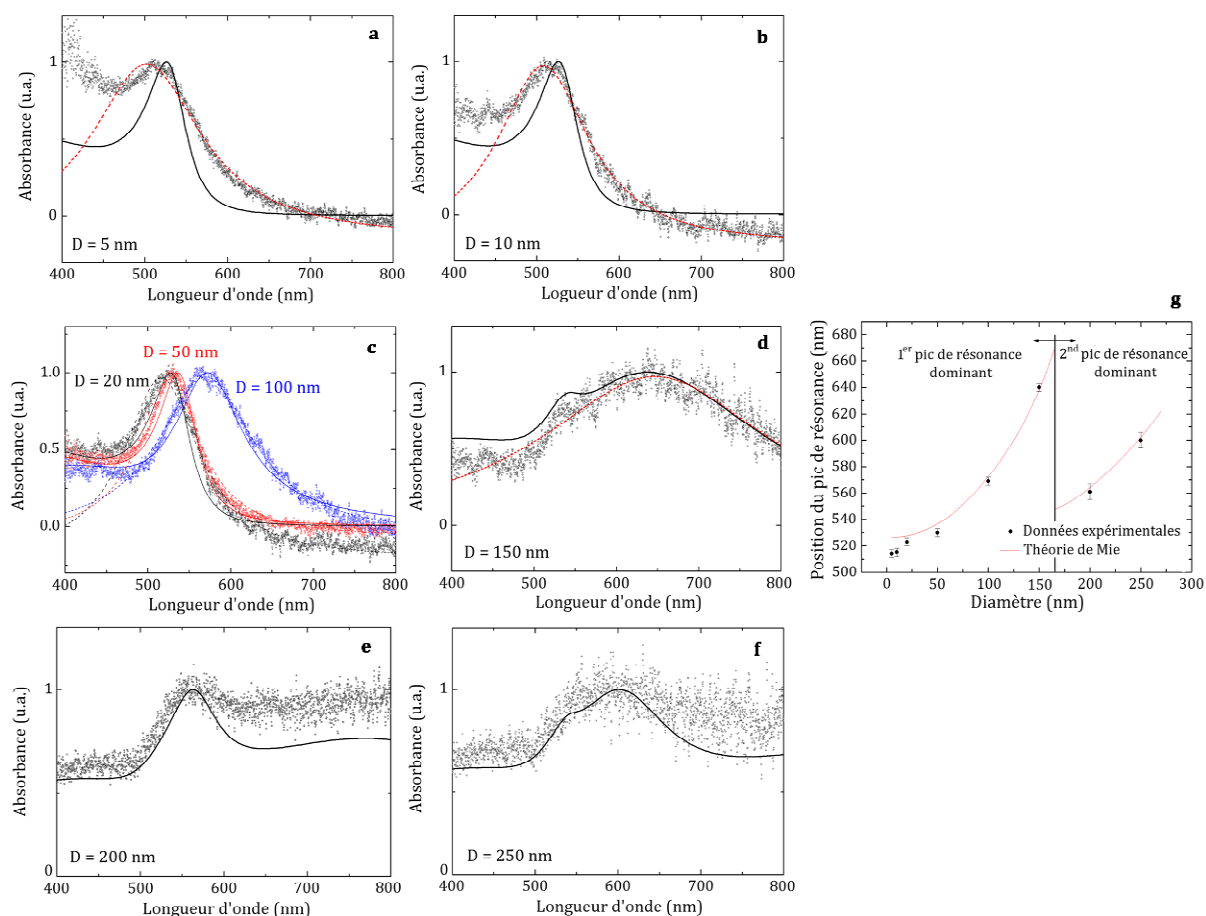 a
Absorbance (u.a.)
1
0
D = 5 nm
400 500 600 700 800
Longueur d'onde (nm)
b
Absorbance (u.a.)
1
0
D = 10 nm
400 500 600 700 800
Longueur d'onde (nm)
c
Absorbance (u.a.)
1.0
0.5
0.0
D = 50 nm
D = 20 nm
D = 100 nm
400 500 600 700 800
Longueur d'onde (nm)
d
Absorbance (u.a.)
1
0
D = 150 nm
400 500 600 700 800
Longueur d'onde (nm)
g
Position du pic de résonance (nm)
680
660
640
620
600
580
560
540
520
500
1er pic de résonance
dominant
2nd pic de résonance
dominant
Données expérimentales
Théorie de Mie
0 50 100 150 200 250 300
Diamètre (nm)
e
Absorbance (u.a.)
1
0
D = 200 nm
400 500 600 700 800
Longueur d'onde (nm)
f
Absorbance (u.a.)
1
0
D = 250 nm
400 500 600 700 800
Longueur d'onde (nm)